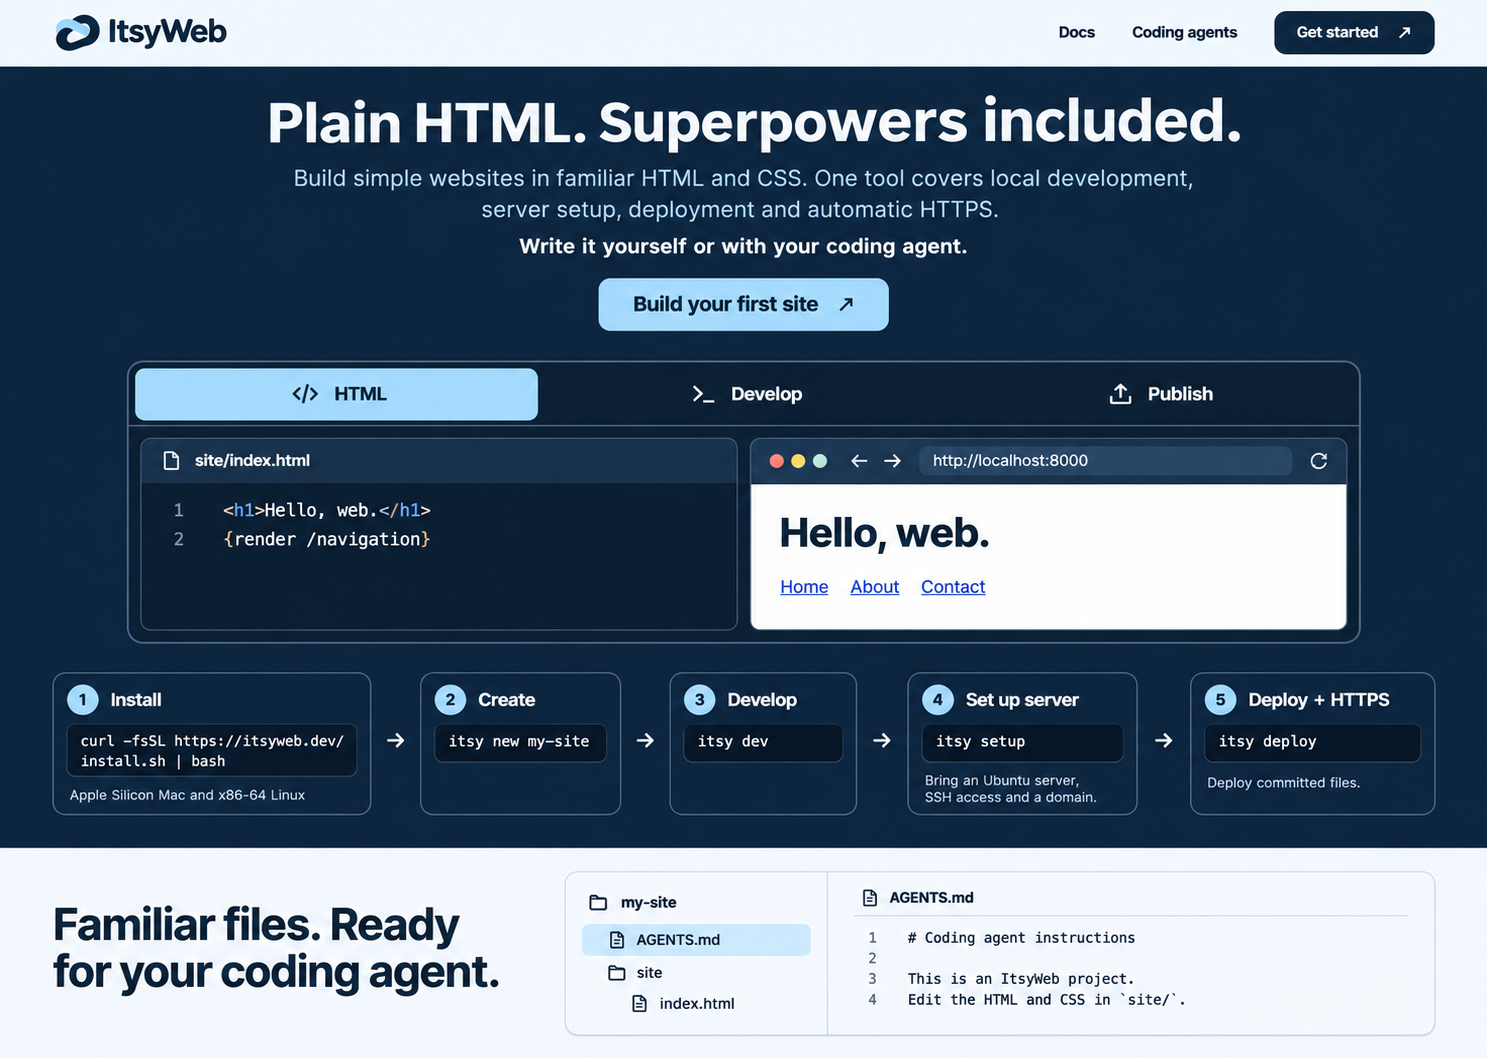 ItsyWeb
Docs
Coding agents
Get started ↗
Plain HTML. Superpowers included.
Build simple websites in familiar HTML and CSS. One tool covers local development,
server setup, deployment and automatic HTTPS.
Write it yourself or with your coding agent.
Build your first site ↗
</> HTML
>_ Develop
Publish
site/index.html
1 <h1>Hello, web.</h1>
2 {render /navigation}
← → http://localhost:8000
Hello, web.
Home About Contact
1 Install
curl -fsSL https://itsyweb.dev/
install.sh | bash
Apple Silicon Mac and x86-64 Linux
→
2 Create
itsy new my-site
→
3 Develop
itsy dev
→
4 Set up server
itsy setup
Bring an Ubuntu server,
SSH access and a domain.
→
5 Deploy + HTTPS
itsy deploy
Deploy committed files.
Familiar files. Ready
for your coding agent.
my-site
AGENTS.md
site
index.html
AGENTS.md
1 # Coding agent instructions
2
3 This is an ItsyWeb project.
4 Edit the HTML and CSS in `site/`.